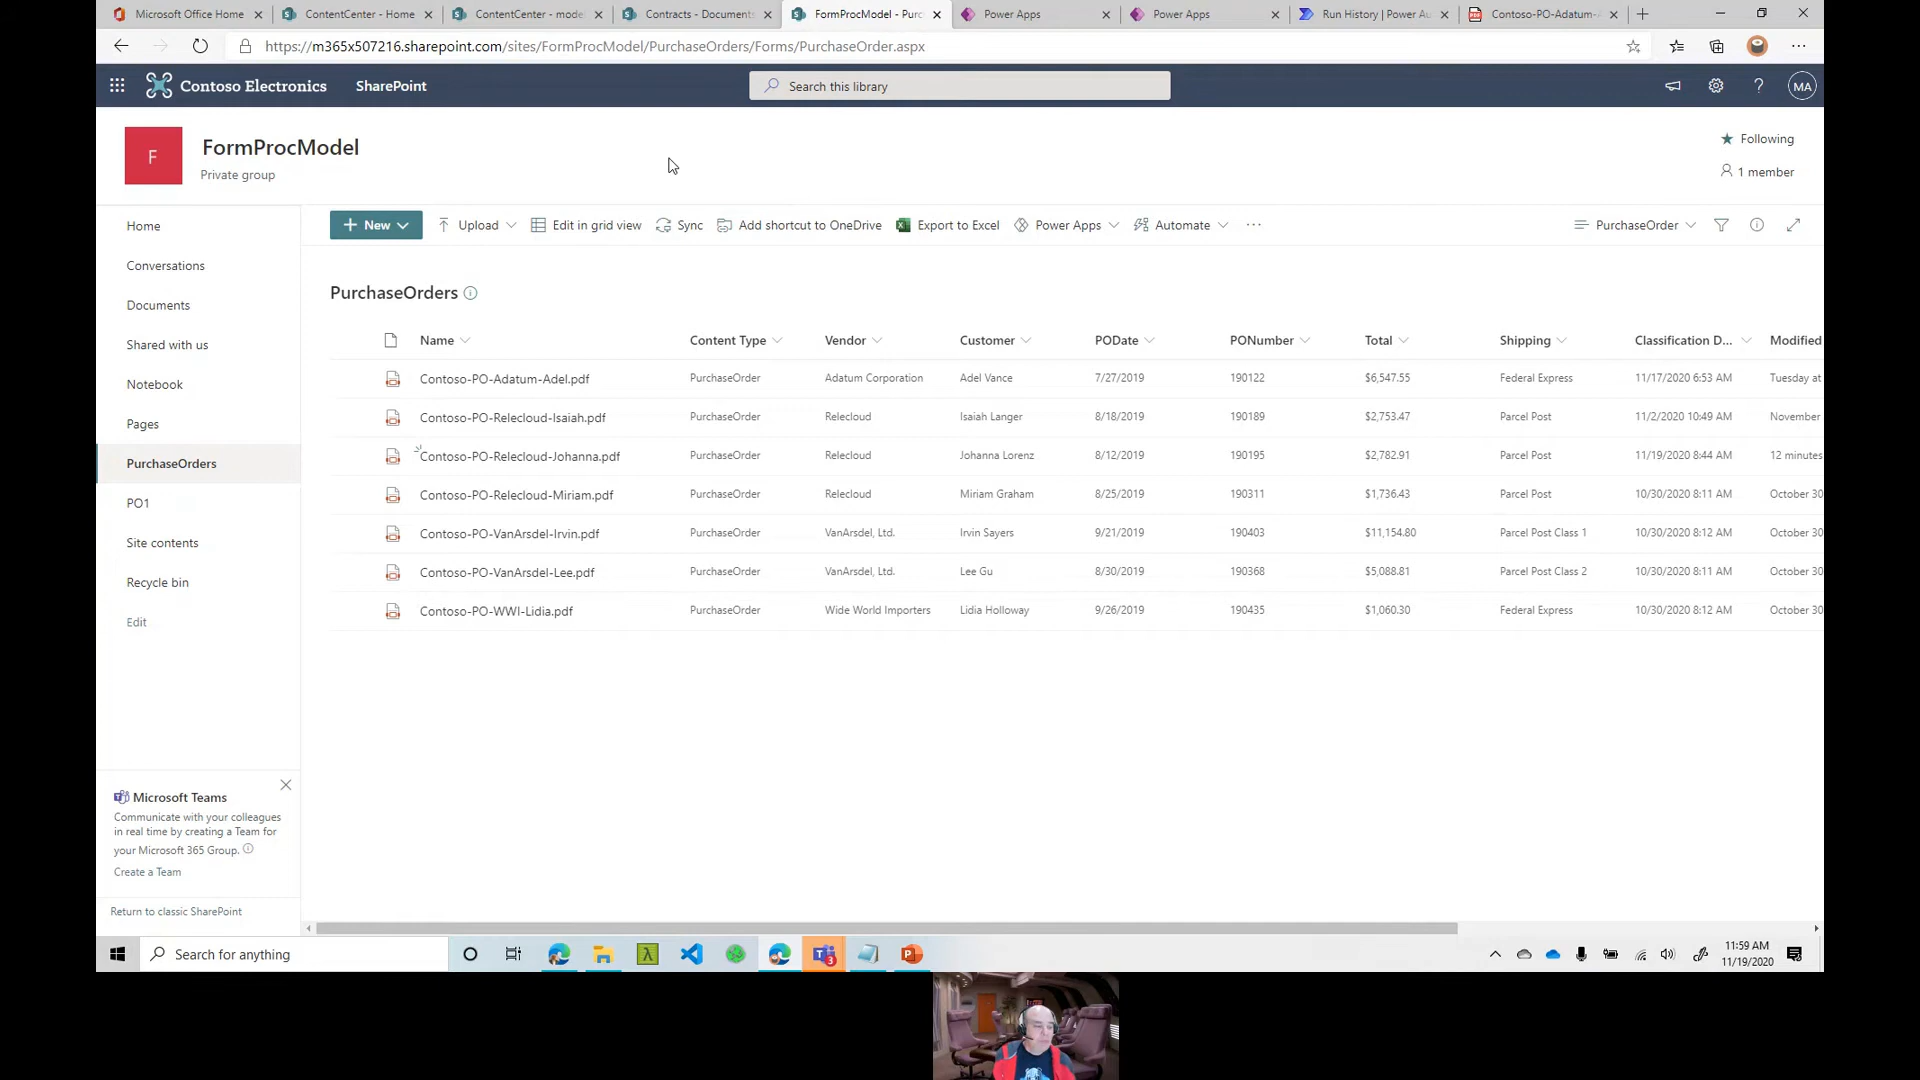 Microsoft Office Home
ContentCenter - Home
ContentCenter - mode
Contracts - Documents
FormProcModel - Purc
Power Apps
Power Apps
Run History | Power Au
Contoso-PO-Adatum-A
https://m365x507216.sharepoint.com/sites/FormProcModel/PurchaseOrders/Forms/PurchaseOrder.aspx
Contoso Electronics
SharePoint
Search this library
MA
F
FormProcModel
Private group
Following
1 member
Home
Conversations
Documents
Shared with us
Notebook
Pages
PurchaseOrders
PO1
Site contents
Recycle bin
Edit
New
Upload
Edit in grid view
Sync
Add shortcut to OneDrive
Export to Excel
Power Apps
Automate
PurchaseOrder
PurchaseOrders
Name Content Type Vendor Customer PODate PONumber Total Shipping Classification D... Modified
Contoso-PO-Adatum-Adel.pdf PurchaseOrder Adatum Corporation Adel Vance 7/27/2019 190122 $6,547.55 Federal Express 11/17/2020 6:53 AM Tuesday at
Contoso-PO-Relecloud-Isaiah.pdf PurchaseOrder Relecloud Isaiah Langer 8/18/2019 190189 $2,753.47 Parcel Post 11/2/2020 10:49 AM November
Contoso-PO-Relecloud-Johanna.pdf PurchaseOrder Relecloud Johanna Lorenz 8/12/2019 190195 $2,782.91 Parcel Post 11/19/2020 8:44 AM 12 minutes
Contoso-PO-Relecloud-Miriam.pdf PurchaseOrder Relecloud Miriam Graham 8/25/2019 190311 $1,736.43 Parcel Post 10/30/2020 8:11 AM October 30
Contoso-PO-VanArsdel-Irvin.pdf PurchaseOrder VanArsdel, Ltd. Irvin Sayers 9/21/2019 190403 $11,154.80 Parcel Post Class 1 10/30/2020 8:12 AM October 30
Contoso-PO-VanArsdel-Lee.pdf PurchaseOrder VanArsdel, Ltd. Lee Gu 8/30/2019 190368 $5,088.81 Parcel Post Class 2 10/30/2020 8:11 AM October 30
Contoso-PO-WWI-Lidia.pdf PurchaseOrder Wide World Importers Lidia Holloway 9/26/2019 190435 $1,060.30 Federal Express 10/30/2020 8:12 AM October 30
Microsoft Teams
Communicate with your colleagues
in real time by creating a Team for
your Microsoft 365 Group.
Create a Team
Return to classic SharePoint
Search for anything
11:59 AM
11/19/2020